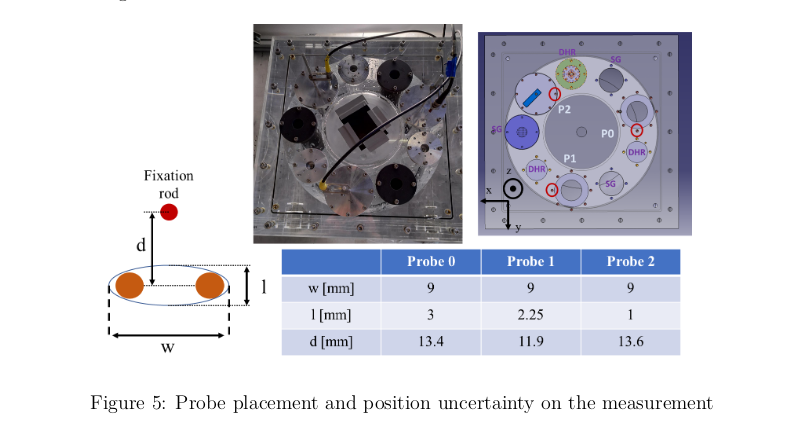 DHR
SG
P2
SG
P0
DHR
P1
DHR
SG
z
x
y
Fixation
rod
d
l
w
Probe 0 Probe 1 Probe 2
w [mm] 9 9 9
l [mm] 3 2.25 1
d [mm] 13.4 11.9 13.6
Figure 5: Probe placement and position uncertainty on the measurement